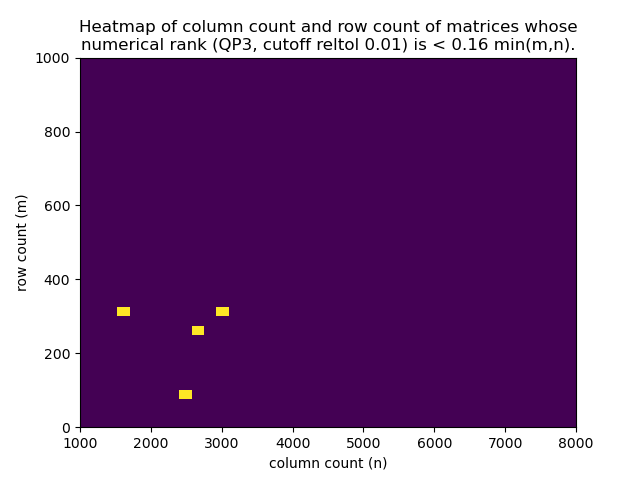 Heatmap of column count and row count of matrices whose
numerical rank (QP3, cutoff reltol 0.01) is < 0.16 min(m,n).
1000
800
600
400
200
0
row count (m)
1000 2000 3000 4000 5000 6000 7000 8000
column count (n)